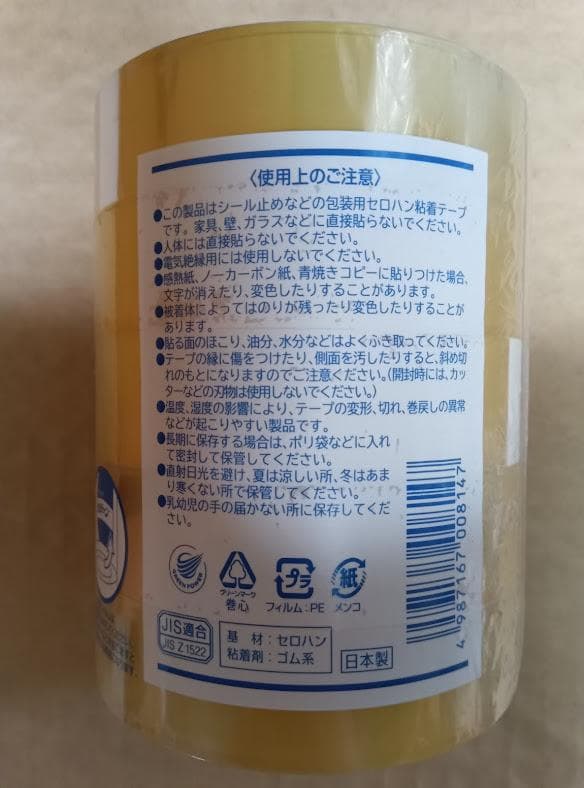 〈使用上のご注意〉
●この製品はシール止めなどの包装用セロハン粘着テープ
です。家具、壁、ガラスなどに直接貼らないでください。
●人体には直接貼らないでください。
●電気絶縁用には使用しないでください。
●感熱紙、ノーカーボン紙、青焼きコピーに貼りつけた場合、
文字が消えたり、変色したりすることがあります。
●被着体によってはのりが残ったり変色したりすることが
あります。
●貼る面のほこり、油分、水分などはよくふき取ってください。
●テープの縁に傷をつけたり、側面を汚したりすると、斜め切
れのもとになりますのでご注意ください。(開封時には、カッ
ターなどの刃物は使用しないでください。)
●温度、湿度の影響により、テープの変形、切れ、巻戻しの異常
などが起こりやすい製品です。
●長期に保存する場合は、ポリ袋などに入れ
て密封して保管してください。
●直射日光を避け、夏は涼しい所、冬はあま
り寒くない所で保管してください。
●乳幼児の手の届かない所に保存してくだ
さい。
GREEN POWER
グリーンマーク
巻心
プラ
フィルム:PE
紙
メンコ
JIS適合
JIS Z 1522
基 材:セロハン
粘着剤:ゴム系
日本製
4 987167 008147